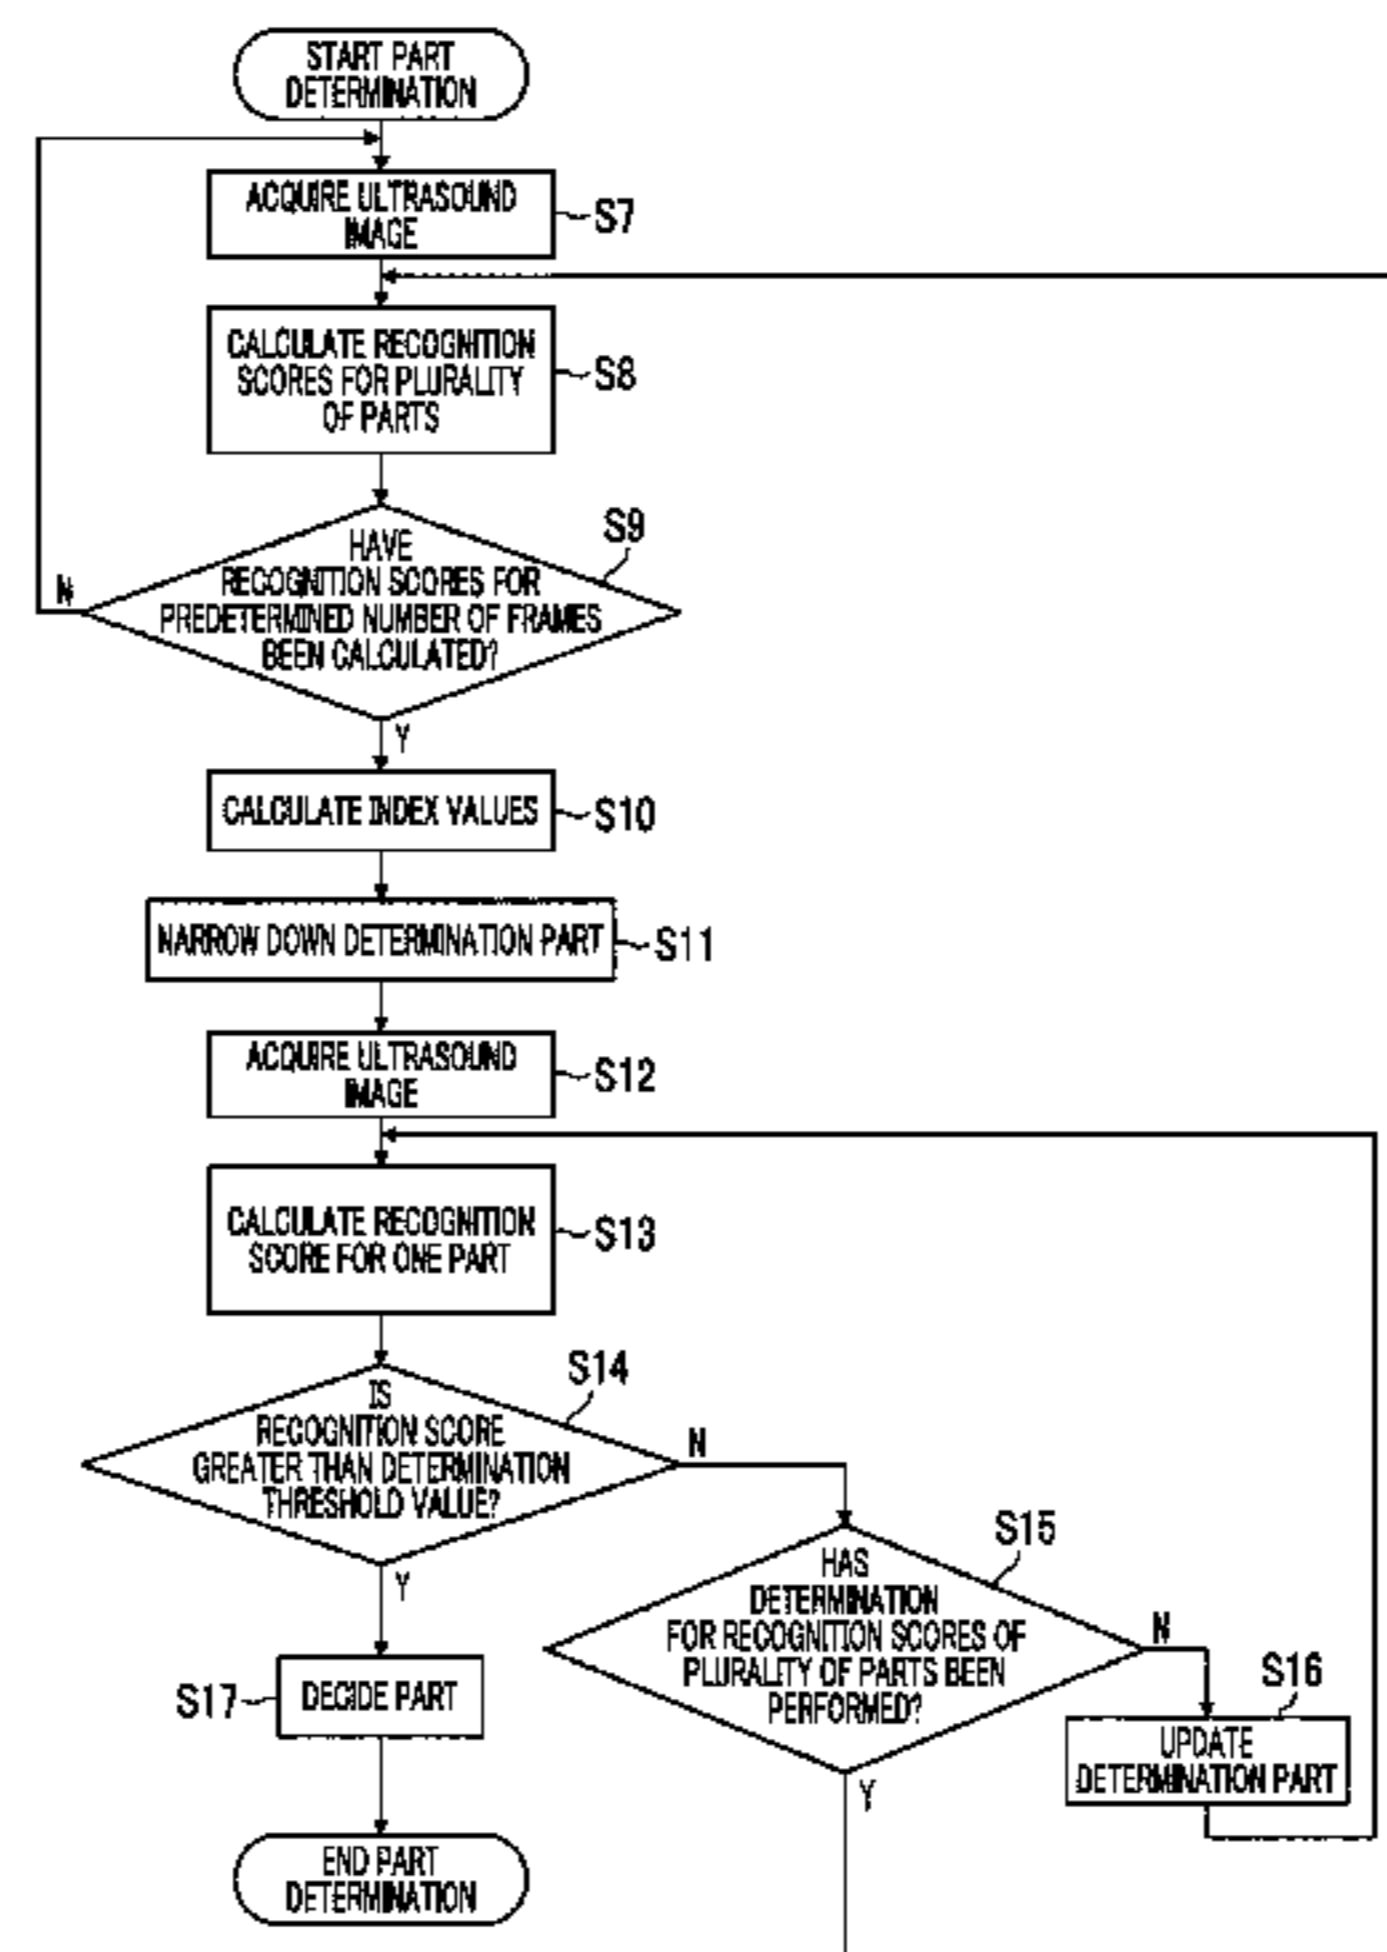 START PART
DETERMINATION
ACQUIRE ULTRASOUND
IMAGE
S7
CALCULATE RECOGNITION
SCORES FOR PLURALITY
OF PARTS
S8
S9
HAVE
RECOGNITION SCORES FOR
PREDETERMINED NUMBER OF FRAMES
BEEN CALCULATED?
N
Y
CALCULATE INDEX VALUES
S10
NARROW DOWN DETERMINATION PART
S11
ACQUIRE ULTRASOUND
IMAGE
S12
CALCULATE RECOGNITION
SCORE FOR ONE PART
S13
S14
IS
RECOGNITION SCORE
GREATER THAN DETERMINATION
THRESHOLD VALUE?
N
Y
S15
HAS
DETERMINATION
FOR RECOGNITION SCORES OF
PLURALITY OF PARTS BEEN
PERFORMED?
N
Y
S16
UPDATE
DETERMINATION PART
S17
DECIDE PART
END PART
DETERMINATION